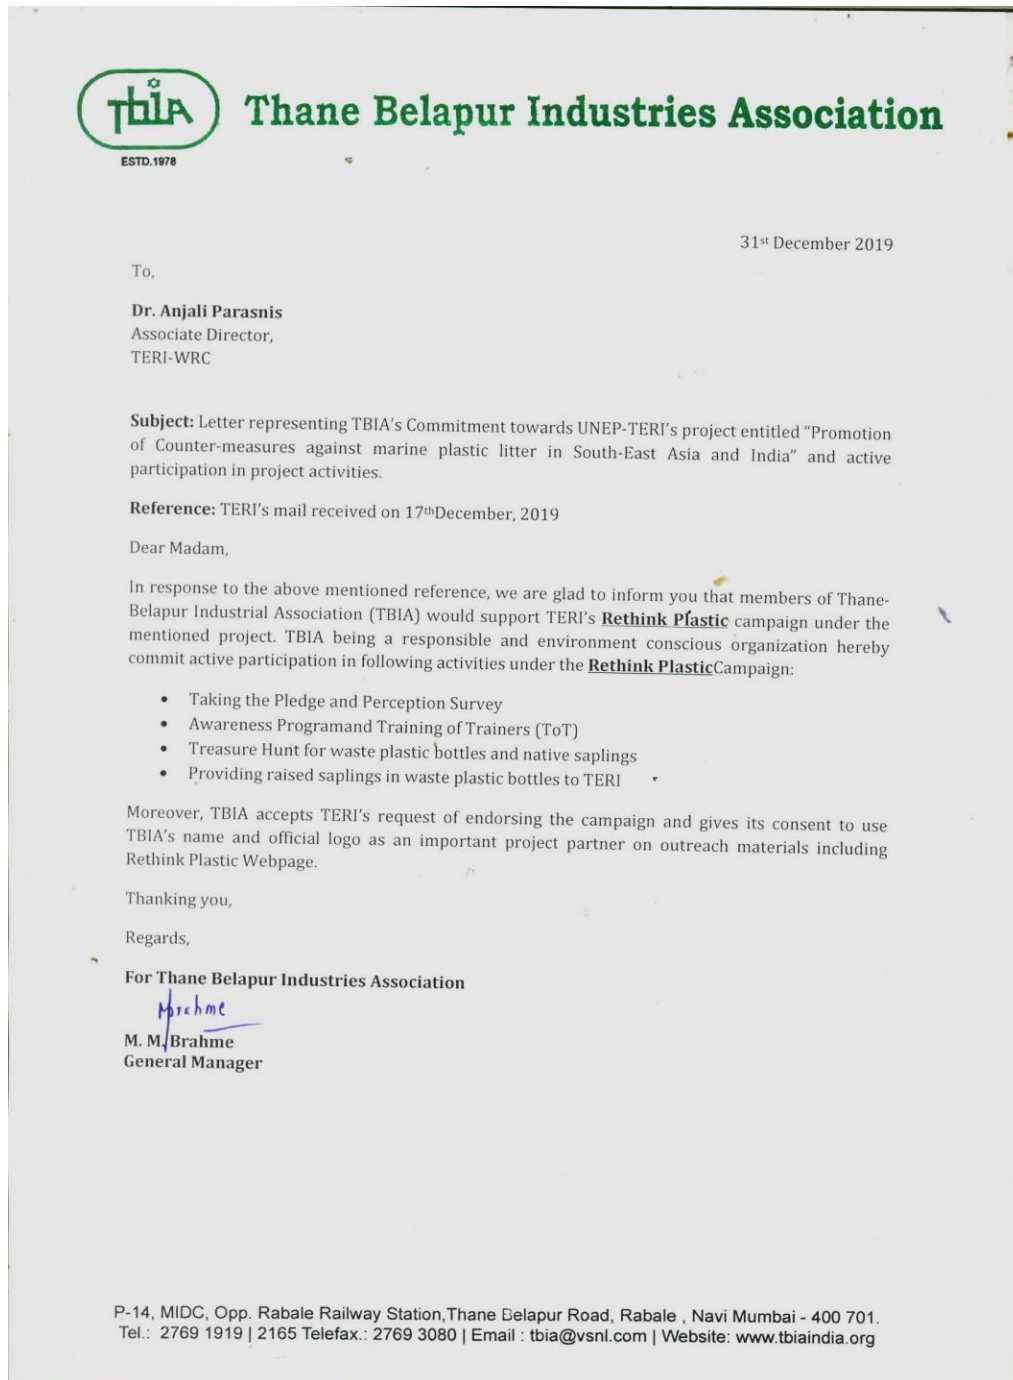 tbiA Thane Belapur Industries Association
ESTD.1978
31st December 2019
To,
Dr. Anjali Parasnis
Associate Director,
TERI-WRC
Subject: Letter representing TBIA's Commitment towards UNEP-TERI's project entitled “Promotion
of Counter-measures against marine plastic litter in South-East Asia and India” and active
participation in project activities.
Reference: TERI's mail received on 17thDecember, 2019
Dear Madam,
In response to the above mentioned reference, we are glad to inform you that members of Thane-
Belapur Industrial Association (TBIA) would support TERI's Rethink Plastic campaign under the
mentioned project. TBIA being a responsible and environment conscious organization hereby
commit active participation in following activities under the Rethink PlasticCampaign:
• Taking the Pledge and Perception Survey
• Awareness Programand Training of Trainers (ToT)
• Treasure Hunt for waste plastic bottles and native saplings
• Providing raised saplings in waste plastic bottles to TERI
Moreover, TBIA accepts TERI's request of endorsing the campaign and gives its consent to use
TBIA's name and official logo as an important project partner on outreach materials including
Rethink Plastic Webpage.
Thanking you,
Regards,
For Thane Belapur Industries Association
Mbrahme
M. M. Brahme
General Manager
P-14, MIDC, Opp. Rabale Railway Station,Thane Belapur Road, Rabale , Navi Mumbai - 400 701.
Tel.: 2769 1919 | 2165 Telefax.: 2769 3080 | Email : tbia@vsnl.com | Website: www.tbiaindia.org